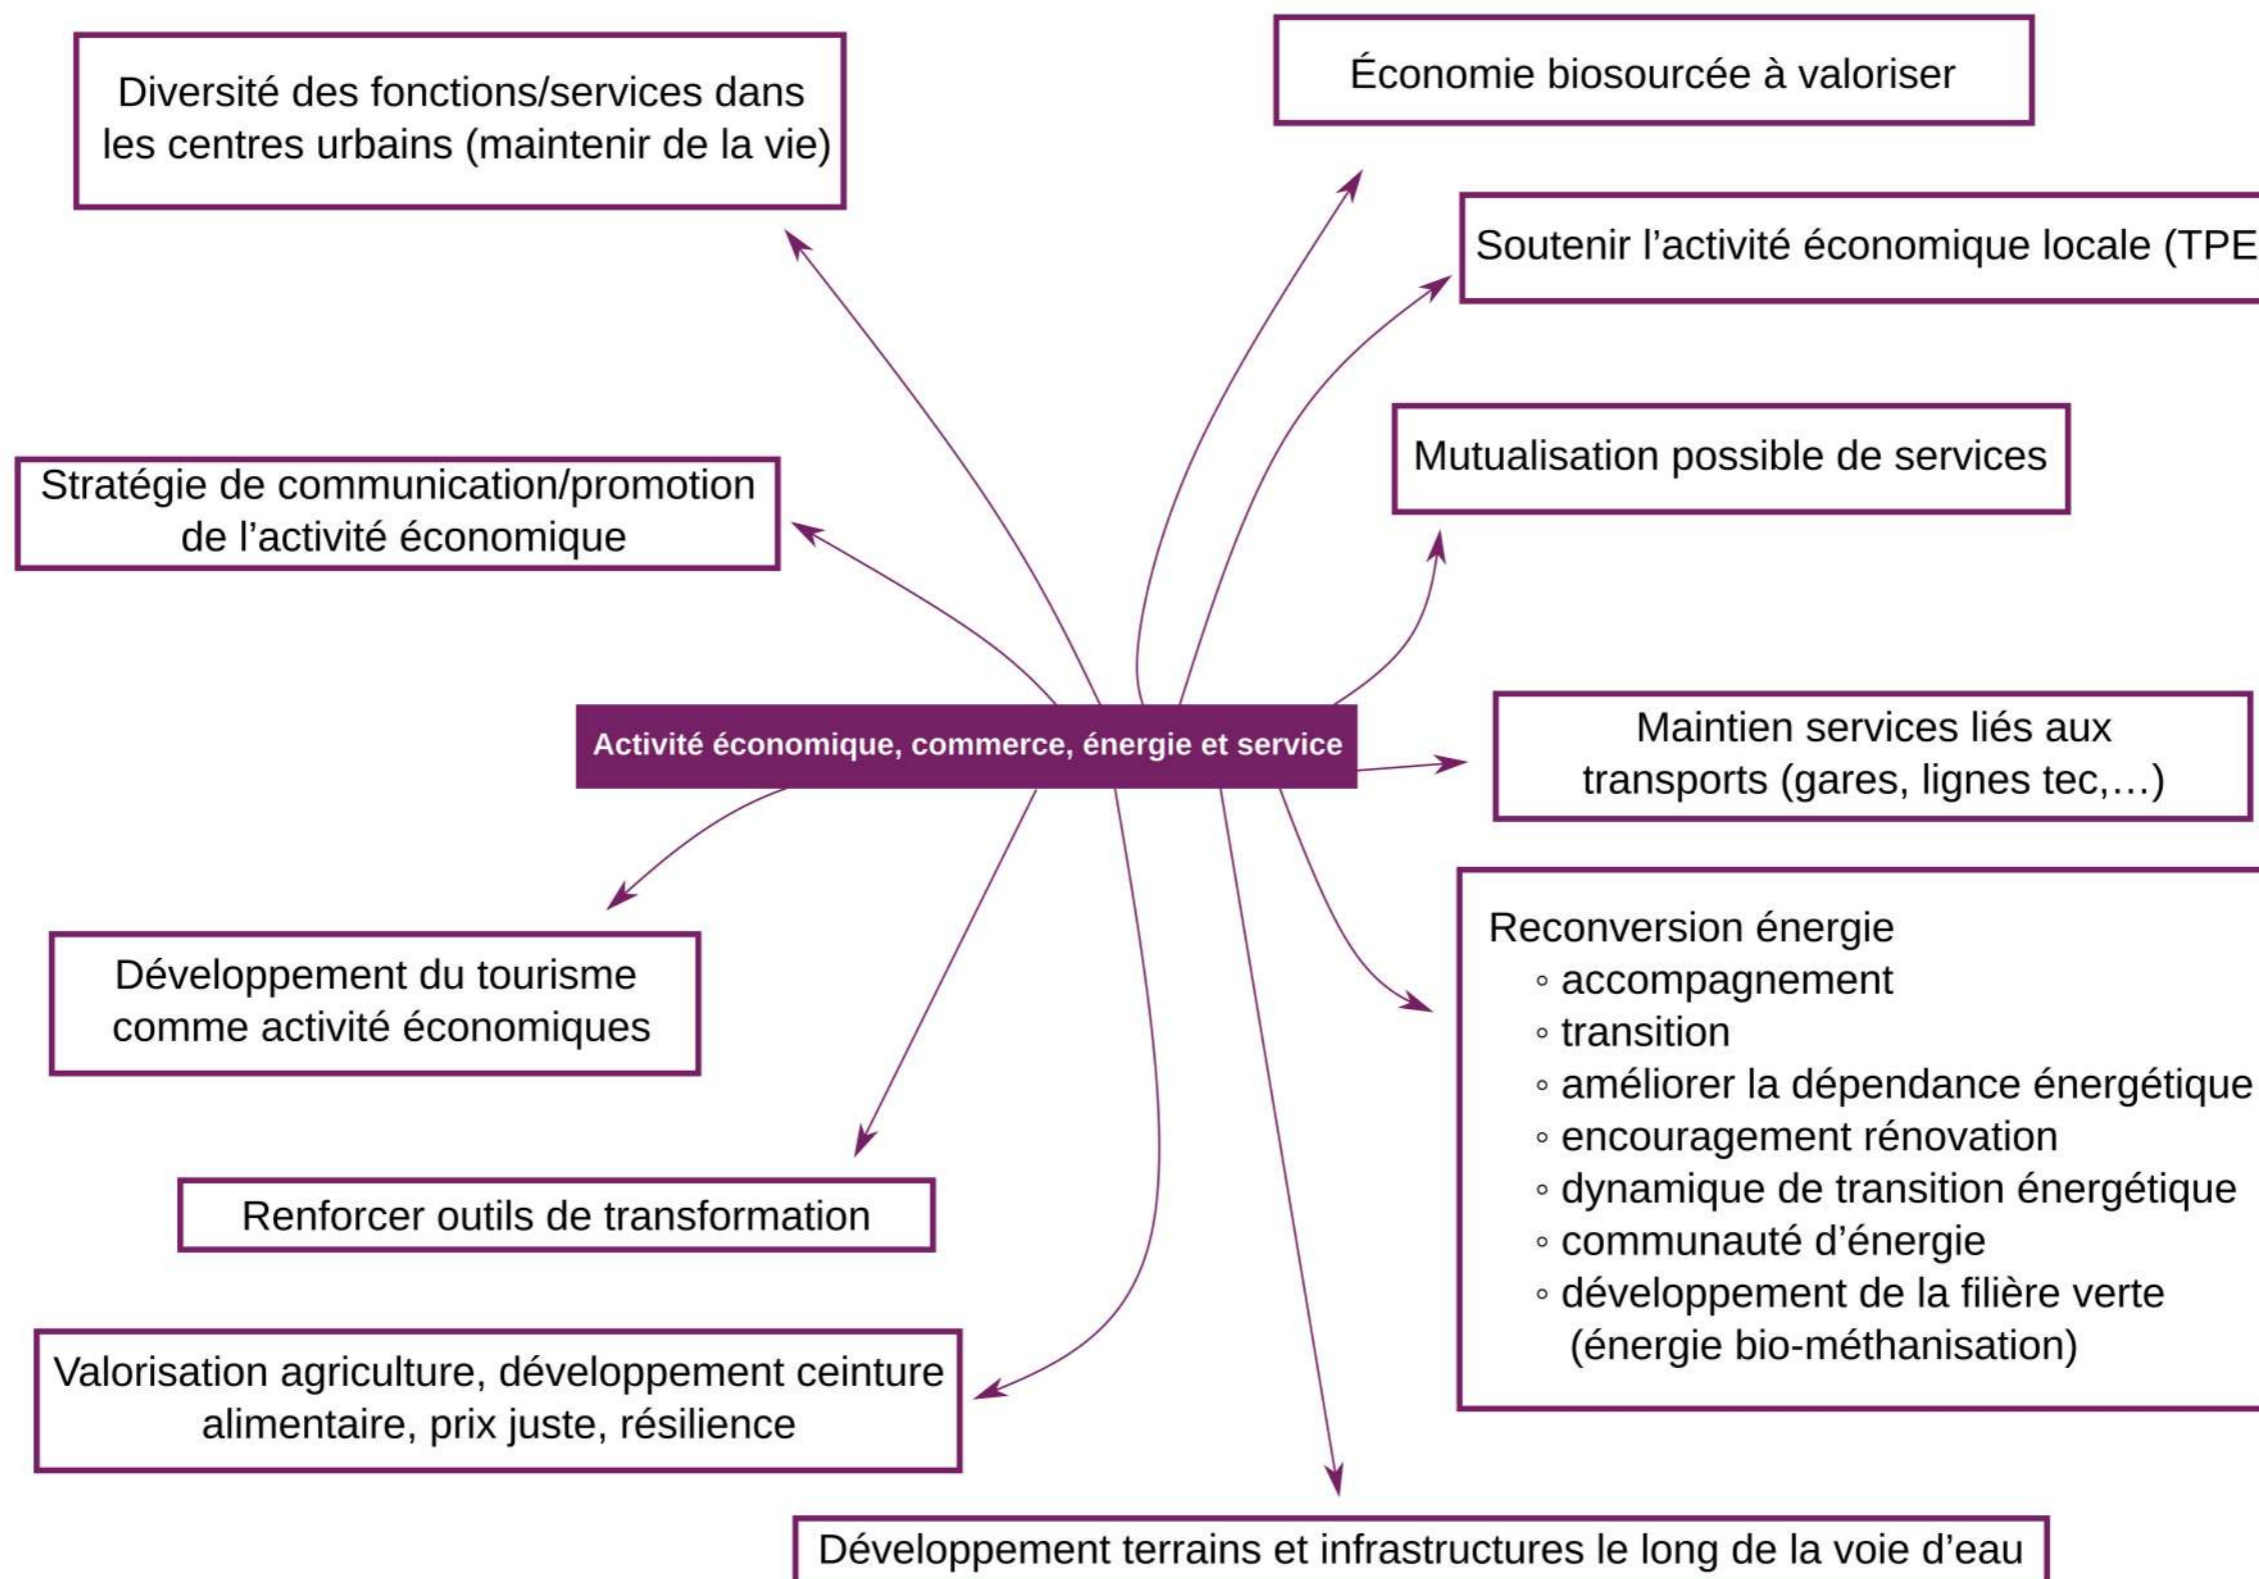 Diversité des fonctions/services dans
les centres urbains (maintenir de la vie)
Économie biosourcée à valoriser
Soutenir l’activité économique locale (TPE
Mutualisation possible de services
Stratégie de communication/promotion
de l’activité économique
Activité économique, commerce, énergie et service
Maintien services liés aux
transports (gares, lignes tec,…)
Développement du tourisme
comme activité économiques
Reconversion énergie
◦ accompagnement
◦ transition
◦ améliorer la dépendance énergétique
◦ encouragement rénovation
◦ dynamique de transition énergétique
◦ communauté d’énergie
◦ développement de la filière verte
(énergie bio-méthanisation)
Renforcer outils de transformation
Valorisation agriculture, développement ceinture
alimentaire, prix juste, résilience
Développement terrains et infrastructures le long de la voie d’eau